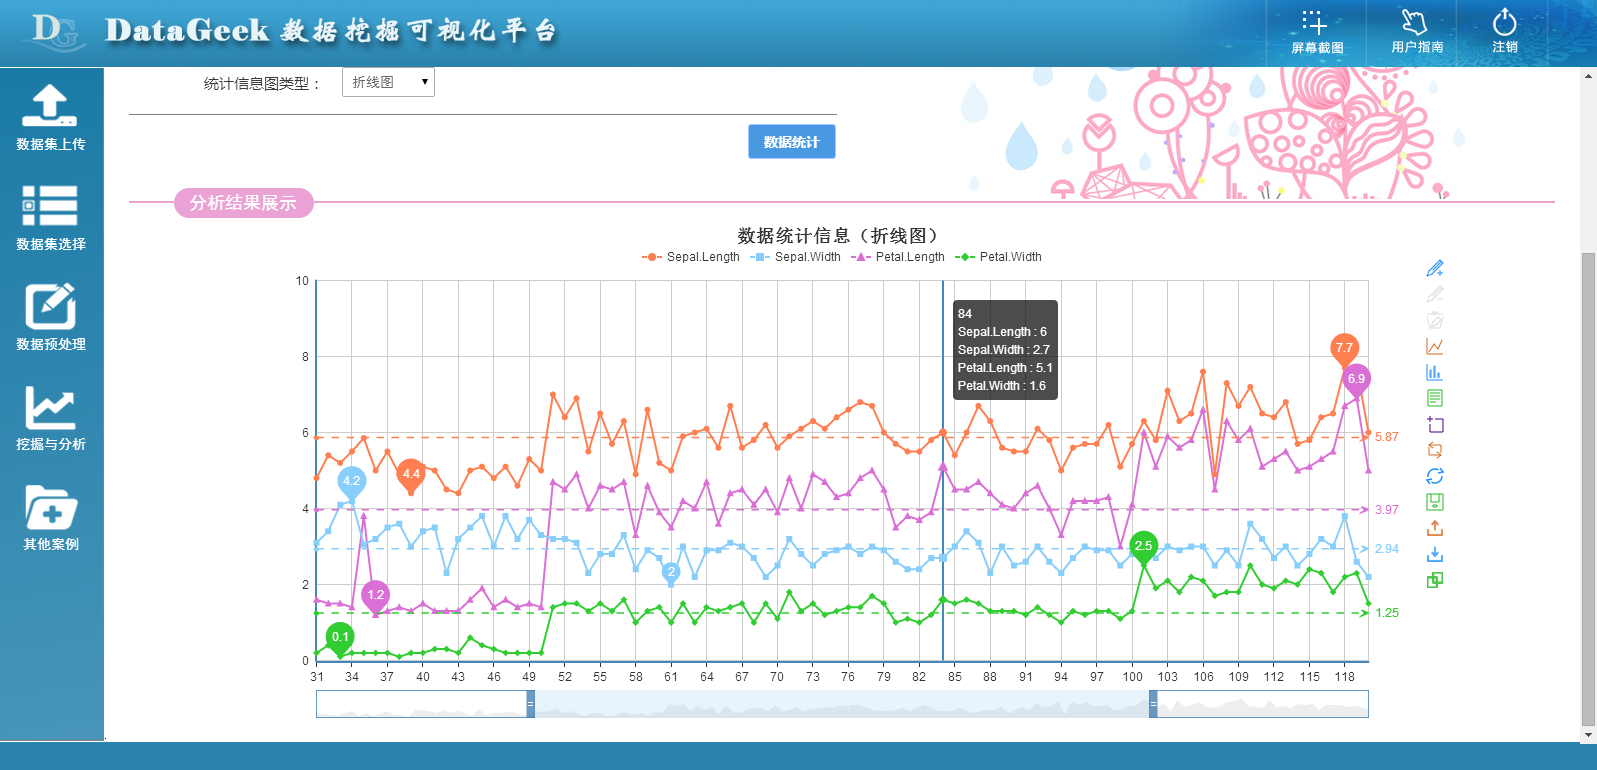 DG DataGeek 数据挖掘可视化平台
屏幕截图 用户指南 注销
数据集上传
数据集选择
数据预处理
挖掘与分析
其他案例
统计信息图类型： 折线图
数据统计
分析结果展示
数据统计信息（折线图）
Sepal.Length Sepal.Width Petal.Length Petal.Width
10
8
6
4
2
0
84
Sepal.Length : 6
Sepal.Width : 2.7
Petal.Length : 5.1
Petal.Width : 1.6
7.7
6.9
4.4
4.2
2.5
2
1.2
0.1
5.87
3.97
2.94
1.25
31 34 37 40 43 46 49 52 55 58 61 64 67 70 73 76 79 82 85 88 91 94 97 100 103 106 109 112 115 118